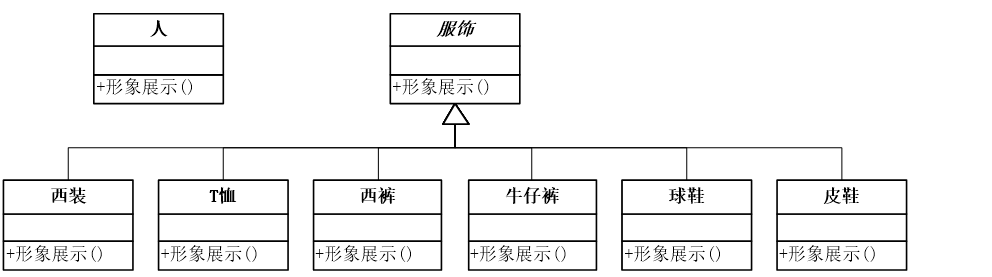 人
服饰
+形象展示()
+形象展示()
西装
T恤
西裤
牛仔裤
球鞋
皮鞋
+形象展示()
+形象展示()
+形象展示()
+形象展示()
+形象展示()
+形象展示()